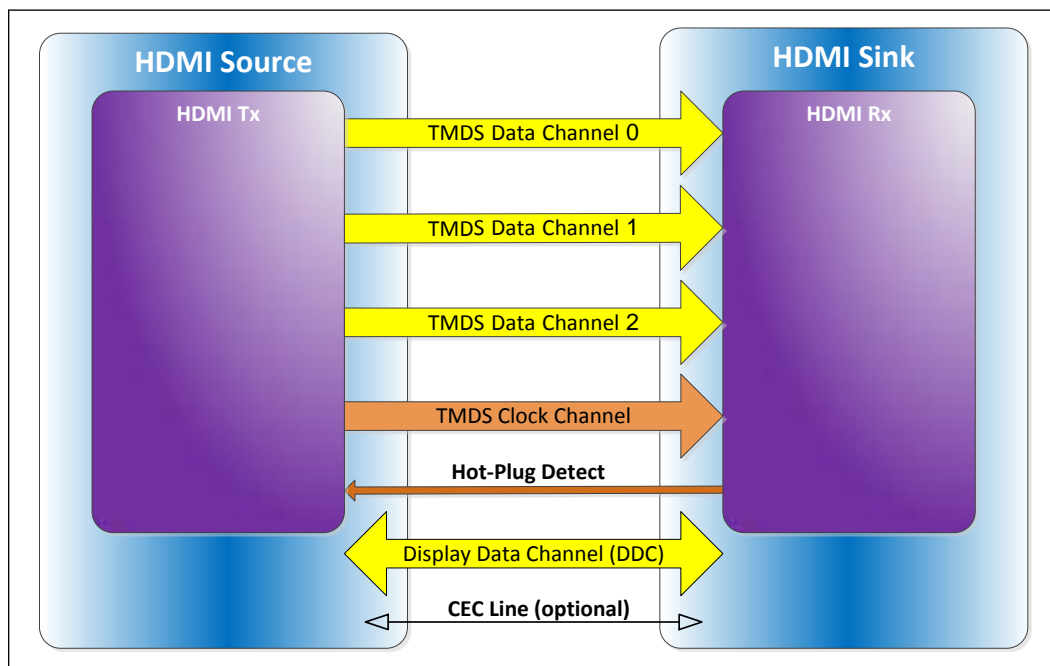 HDMI Source
HDMI Sink
HDMI Tx
HDMI Rx
TMDS Data Channel 0
TMDS Data Channel 1
TMDS Data Channel 2
TMDS Clock Channel
Hot-Plug Detect
Display Data Channel (DDC)
CEC Line (optional)